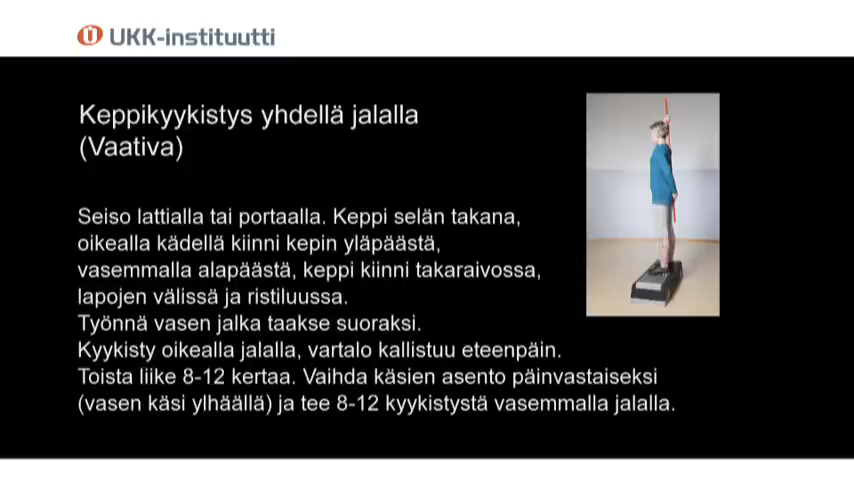 UKK-instituutti
Keppikyykistys yhdellä jalalla
(Vaativa)
Seiso lattialla tai portaalla. Keppi selän takana,
oikealla kädellä kiinni kepin yläpäästä,
vasemmalla alapäästä, keppi kiinni takaraivossa,
lapojen välissä ja ristiluussa.
Työnnä vasen jalka taakse suoraksi.
Kyykisty oikealla jalalla, vartalo kallistuu eteenpäin.
Toista liike 8-12 kertaa. Vaihda käsien asento päinvastaiseksi
(vasen käsi ylhäällä) ja tee 8-12 kyykistystä vasemmalla jalalla.